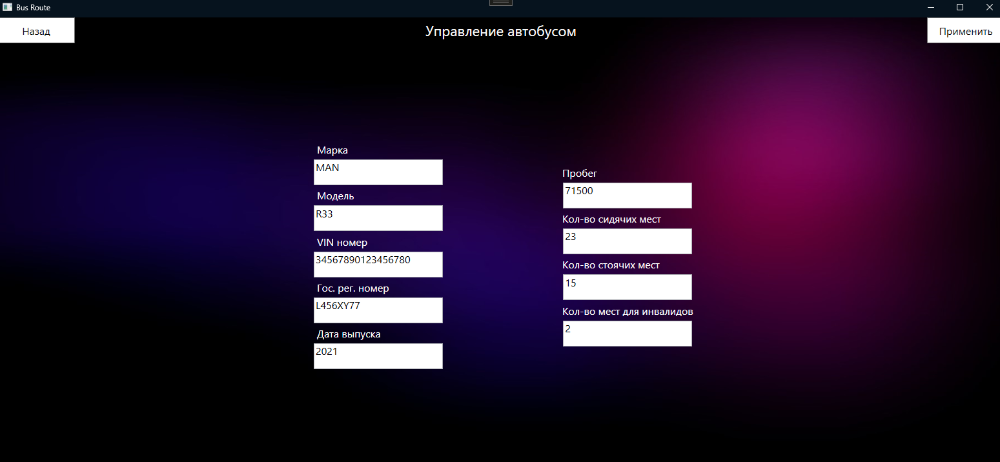 Bus Route
Назад
Управление автобусом
Применить
Марка
MAN
Модель
R33
VIN номер
34567890123456780
Гос. рег. номер
L456XY77
Дата выпуска
2021
Пробег
71500
Кол-во сидячих мест
23
Кол-во стоячих мест
15
Кол-во мест для инвалидов
2